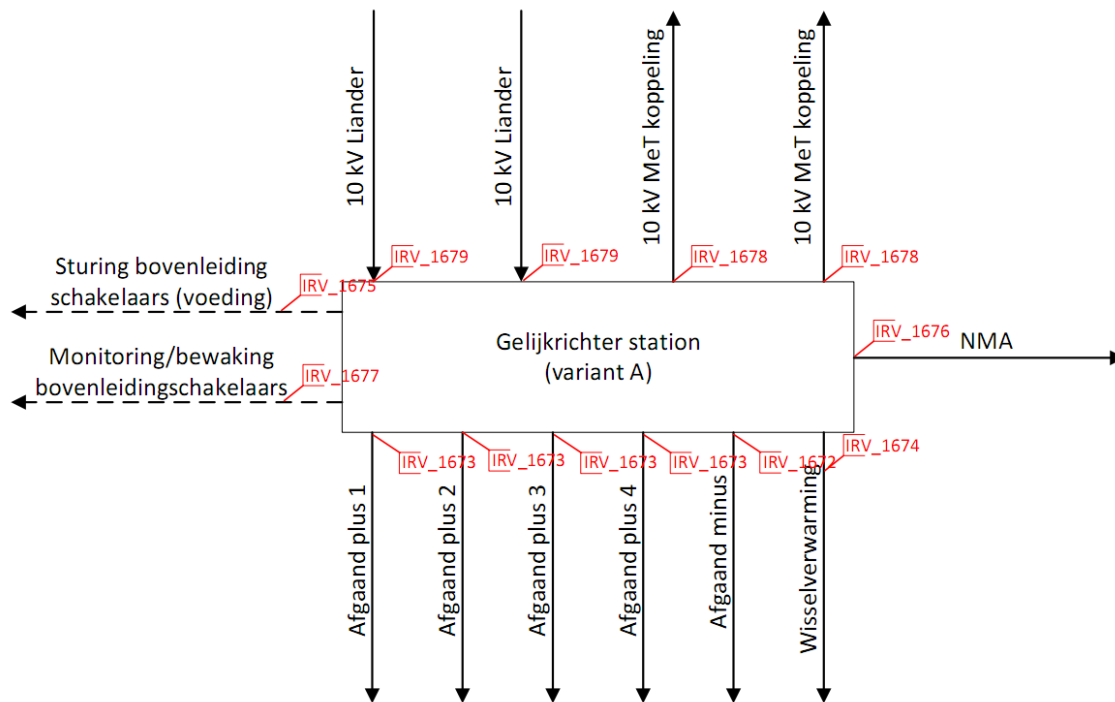 10 kV Liander
10 kV Liander
10 kV MeT koppeling
10 kV MeT koppeling
IRV_1679
IRV_1679
IRV_1678
IRV_1678
Sturing bovenleiding
schakelaars (voeding)
IRV_1675
Monitoring/bewaking
bovenleidingschakelaars
IRV_1677
Gelijkrichter station
(variant A)
IRV_1676
NMA
IRV_1673
IRV_1673
IRV_1673
IRV_1673
IRV_1672
IRV_1674
Afgaand plus 1
Afgaand plus 2
Afgaand plus 3
Afgaand plus 4
Afgaand minus
Wisselverwarming